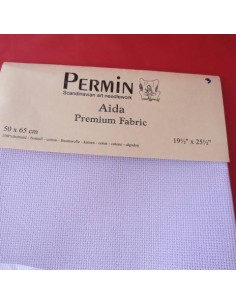 PERMIN
Scandinavian art needlework
Aida
Premium Fabric
50 x 65 cm
19½" x 25½"